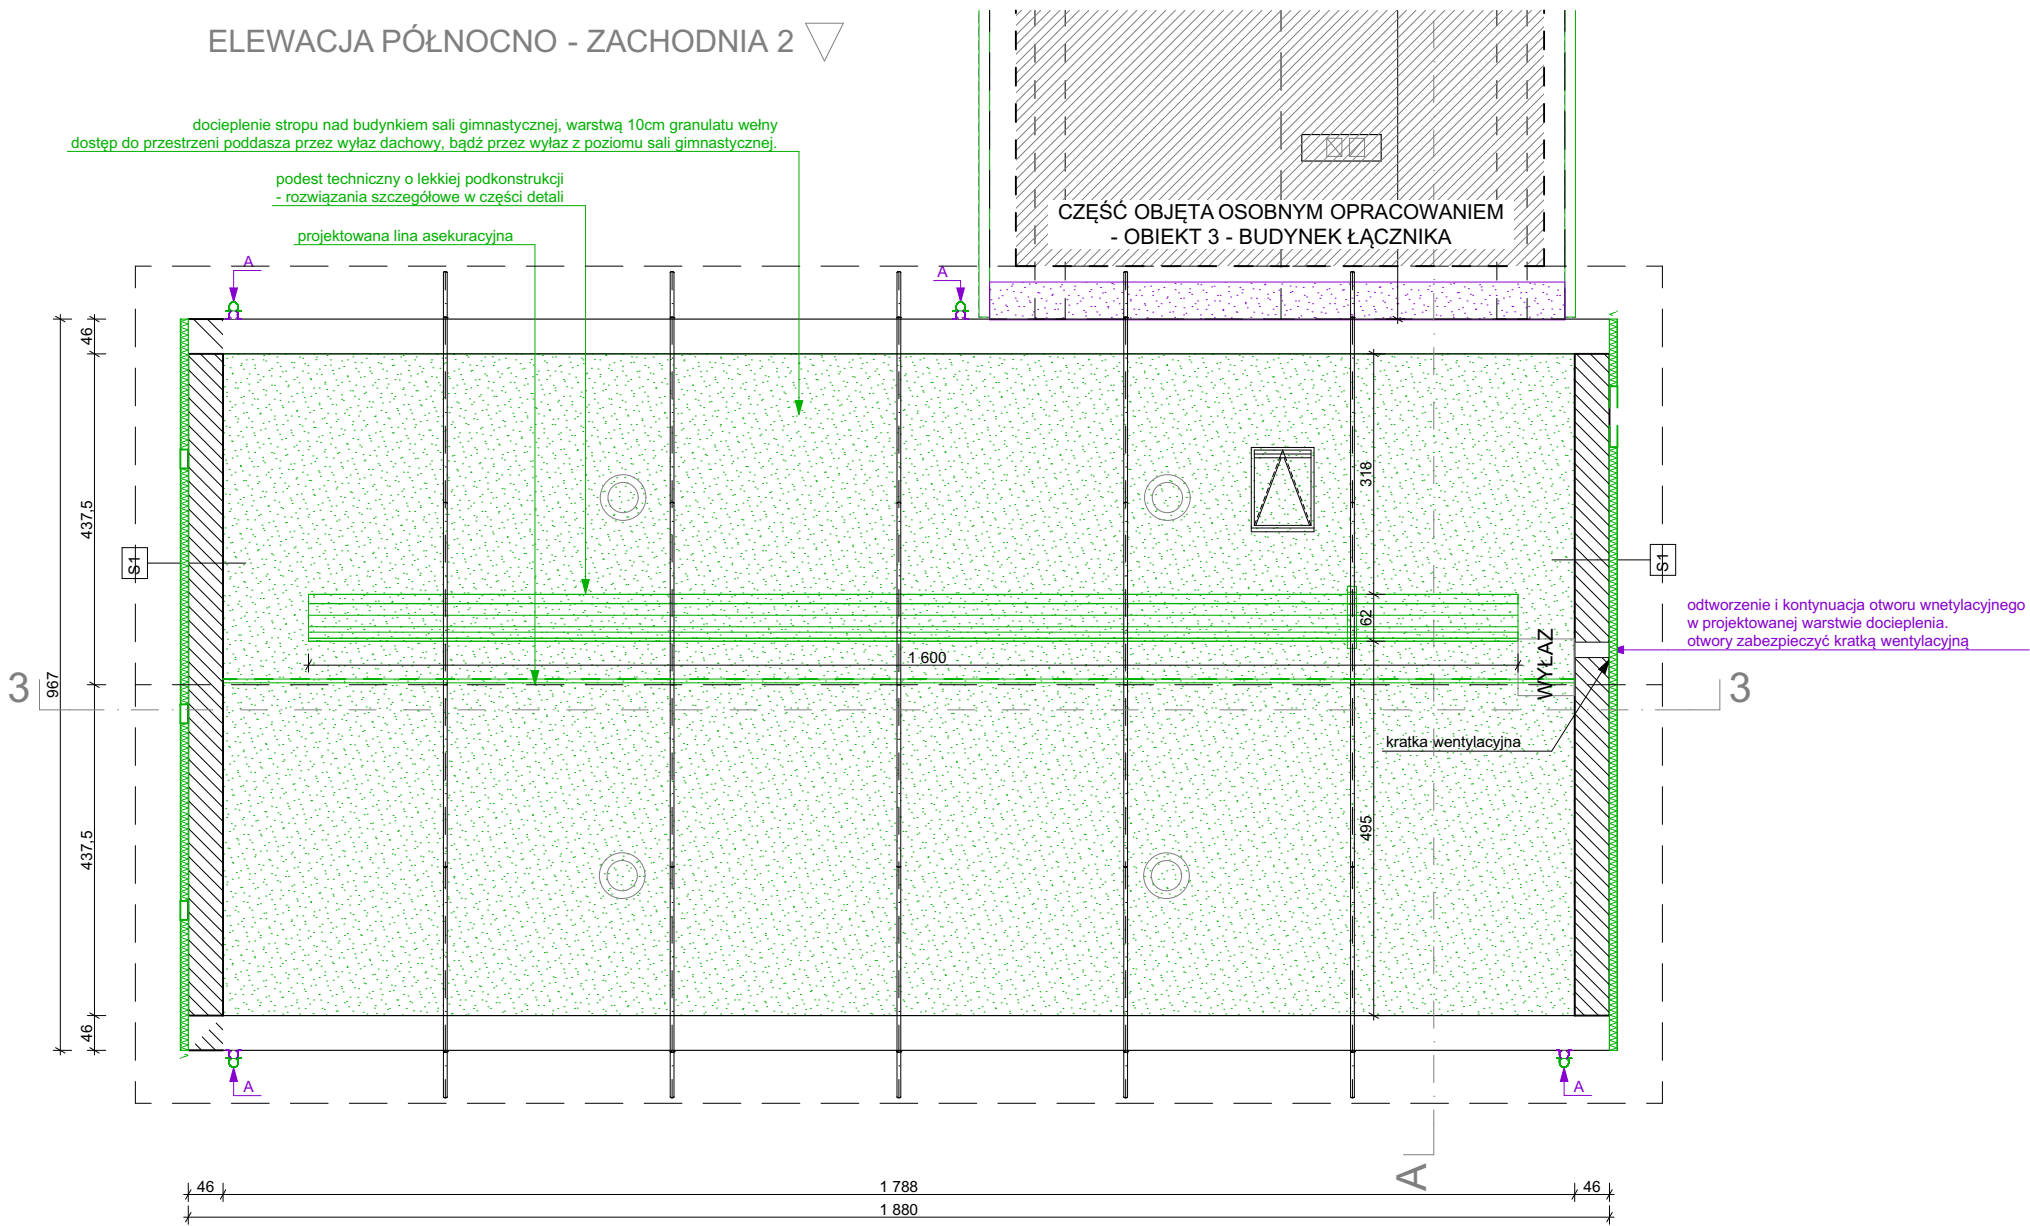 ELEWACJA PÓŁNOCNO - ZACHODNIA 2
docieplenie stropu nad budynkiem sali gimnastycznej, warstwą 10cm granulatu wełny
dostęp do przestrzeni poddasza przez wyłaz dachowy, bądź przez wyłaz z poziomu sali gimnastycznej.
podest techniczny o lekkiej podkonstrukcji
- rozwiązania szczegółowe w części detali
projektowana lina asekuracyjna
CZĘŚĆ OBJĘTA OSOBNYM OPRACOWANIEM
- OBIEKT 3 - BUDYNEK ŁĄCZNIKA
A
A
46
437,5
967
437,5
46
S1
S1
318
62
495
1 600
WYŁAZ
odtworzenie i kontynuacja otworu wnetylacyjnego
w projektowanej warstwie docieplenia.
otwory zabezpieczyć kratką wentylacyjną
3
3
kratka wentylacyjna
A
A
A
46
1 788
46
1 880